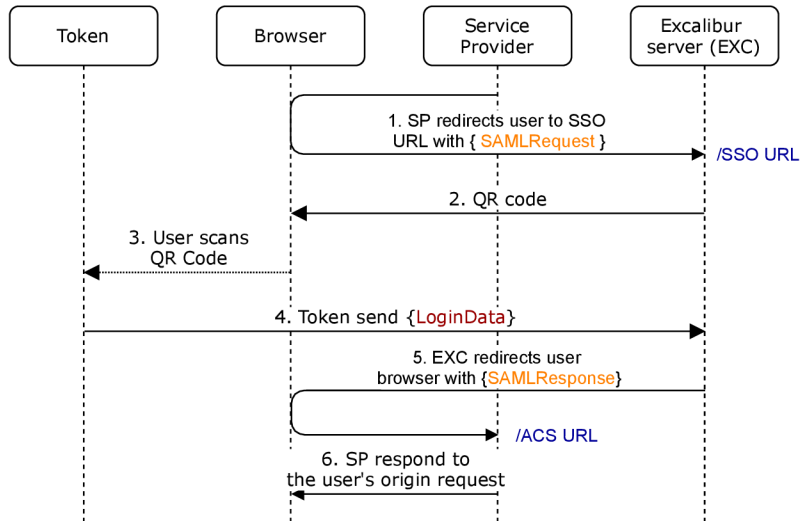 Token
Browser
Service
Provider
Excalibur
server (EXC)
1. SP redirects user to SSO
URL with { SAMLRequest }
/SSO URL
2. QR code
3. User scans
QR Code
4. Token send {LoginData}
5. EXC redirects user
browser with {SAMLResponse}
/ACS URL
6. SP respond to
the user's origin request